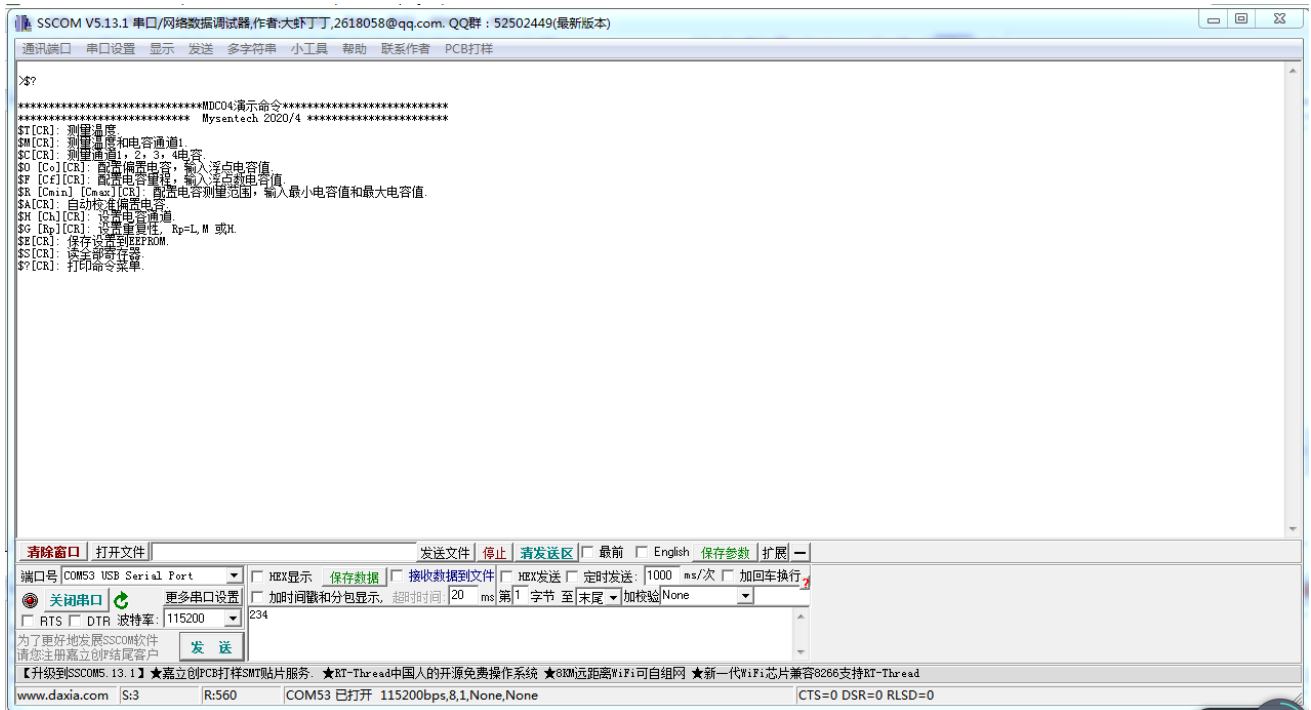 SSCOM V5.13.1 串口/网络数据调试器,作者:大虾丁丁,2618058@qq.com. QQ群：52502449(最新版本)
通讯端口 串口设置 显示 发送 多字符串 小工具 帮助 联系作者 PCB打样
>$?
******************************MDC04演示命令***************************
**************************** Mysentech 2020/4 ***********************
$T[CR]: 测量温度.
$M[CR]: 测量温度和电容通道1.
$C[CR]: 测量通道1，2，3，4电容.
$O [Co][CR]: 配置偏置电容，输入浮点电容值.
$F [Cf][CR]: 配置电容量程，输入浮点数电容值.
$R [Cmin] [Cmax][CR]: 配置电容测量范围，输入最小电容值和最大电容值.
$A[CR]: 自动校准偏置电容.
$H [Ch][CR]: 设置电容通道.
$G [Rp][CR]: 设置重复性, Rp=L,M 或H.
$E[CR]: 保存设置到EEPROM.
$S[CR]: 读全部寄存器.
$?[CR]: 打印命令菜单.
清除窗口 打开文件 发送文件 停止 清发送区 最前 English 保存参数 扩展 —
端口号 COM53 USB Serial Port HEX显示 保存数据 接收数据到文件 HEX发送 定时发送: 1000 ms/次 加回车换行 ?
关闭串口 更多串口设置 加时间戳和分包显示, 超时时间: 20 ms 第 1 字节 至 末尾 加校验 None
RTS DTR 波特率: 115200 234
为了更好地发展SSCOM软件
请您注册嘉立创F结尾客户 发 送
【升级到SSCOM5.13.1】★嘉立创PCB打样SMT贴片服务. ★RT-Thread中国人的开源免费操作系统 ★8KM远距离WiFi可自组网 ★新一代WiFi芯片兼容8266支持RT-Thread
www.daxia.com S:3 R:560 COM53 已打开 115200bps,8,1,None,None CTS=0 DSR=0 RLSD=0